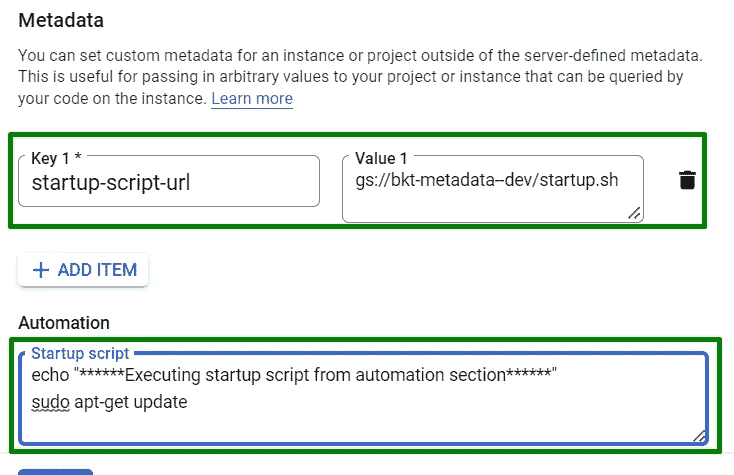 Metadata
You can set custom metadata for an instance or project outside of the server-defined metadata.
This is useful for passing in arbitrary values to your project or instance that can be queried by
your code on the instance. Learn more
Key 1 *
startup-script-url
Value 1
gs://bkt-metadata--dev/startup.sh
+ ADD ITEM
Automation
Startup script
echo "******Executing startup script from automation section******"
sudo apt-get update